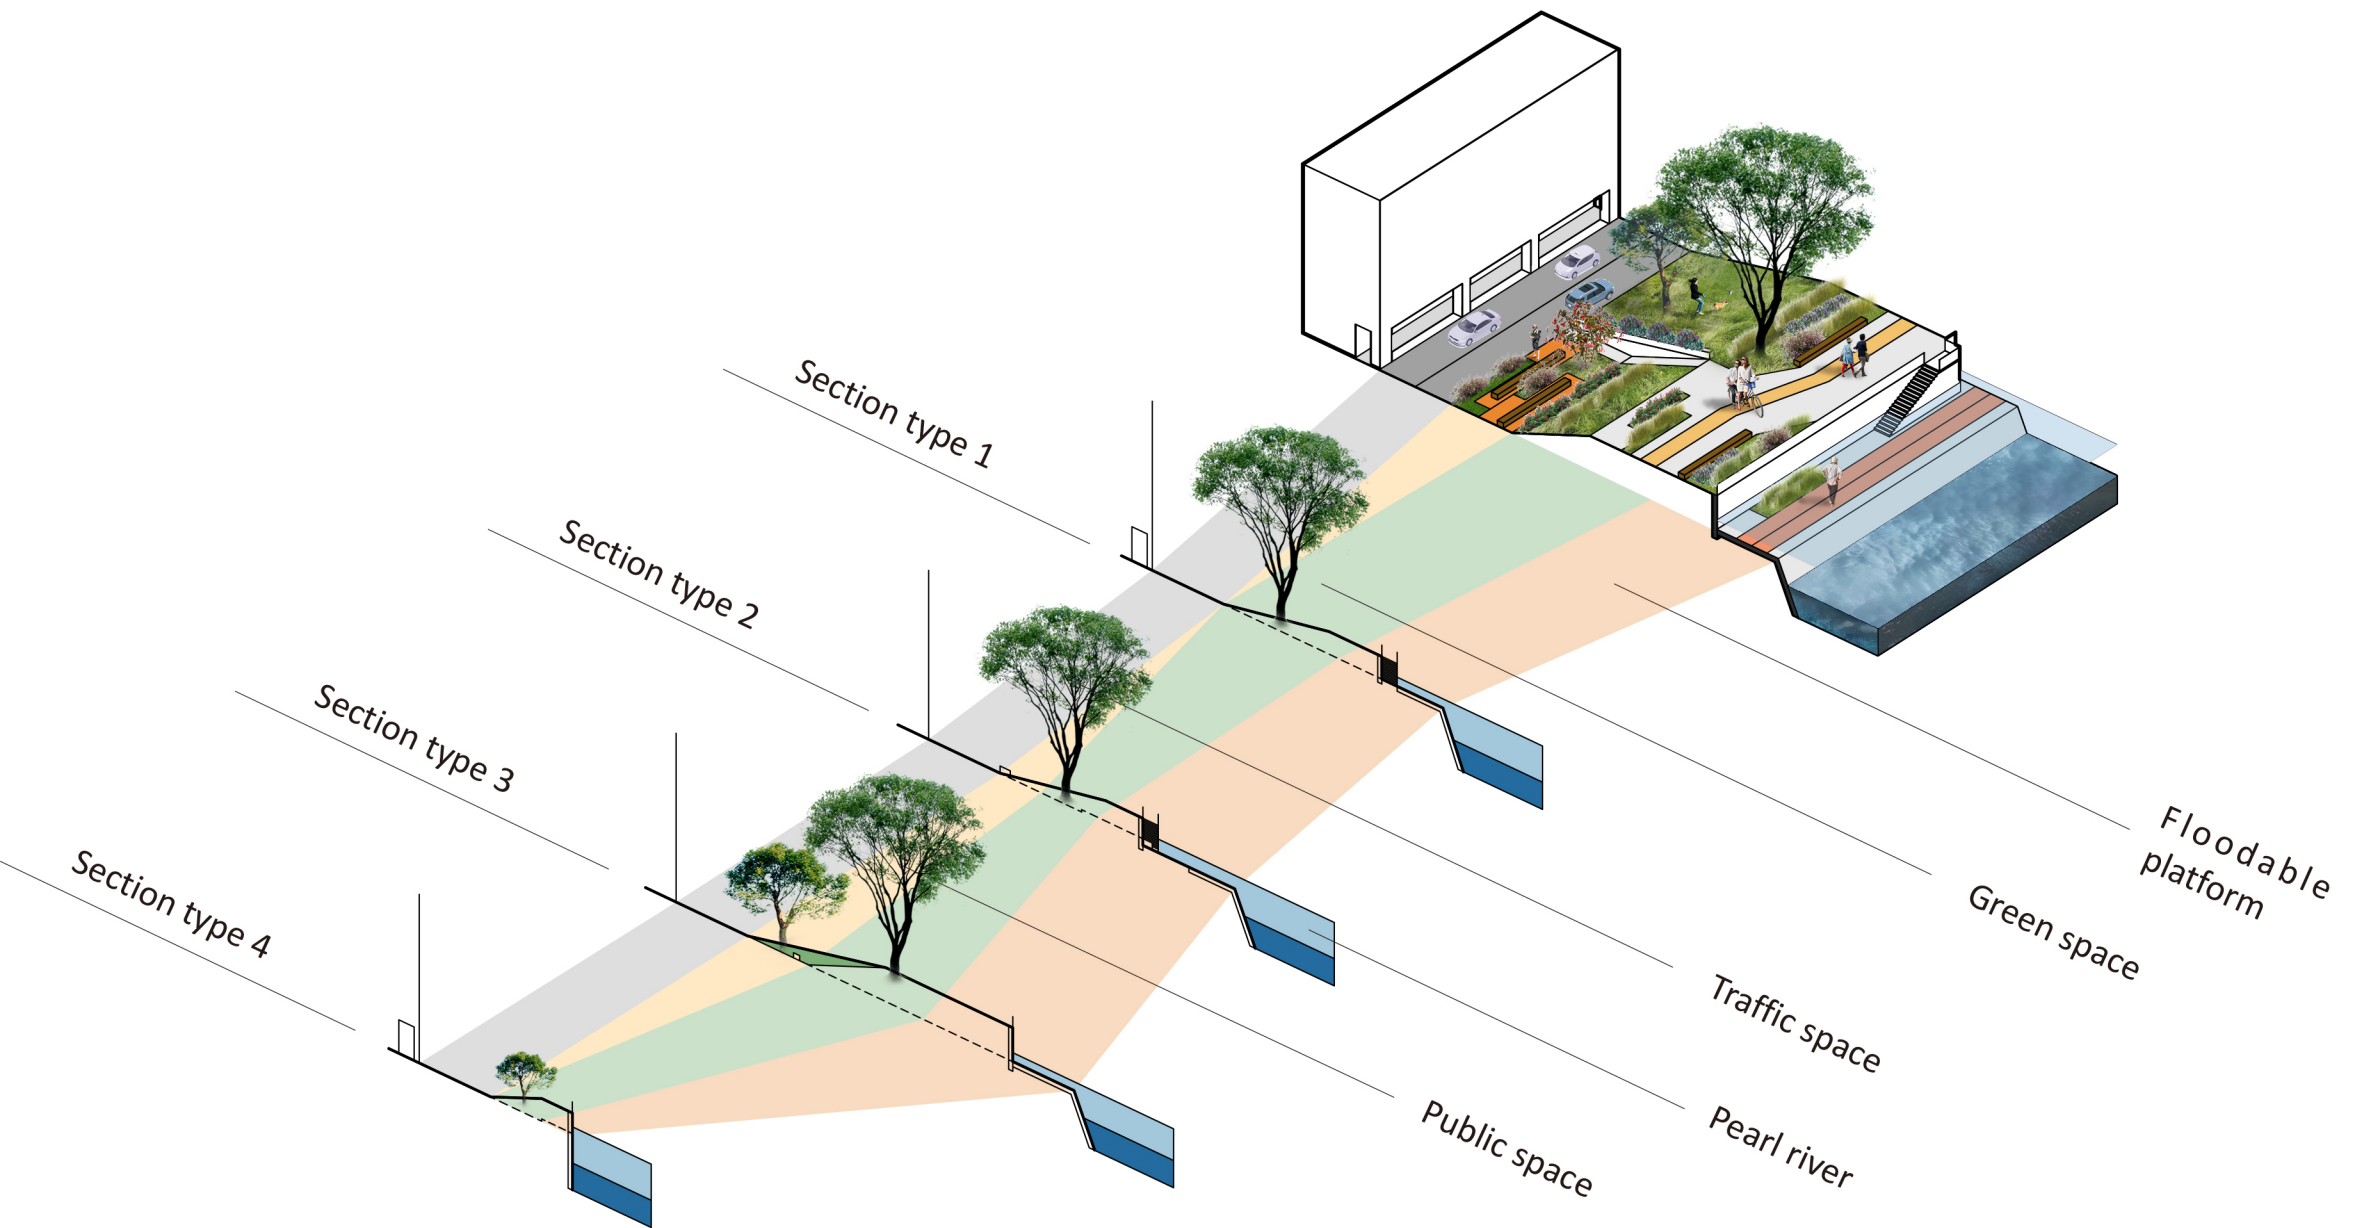 Section type 1
Section type 2
Section type 3
Section type 4
Floodable
platform
Green space
Traffic space
Pearl river
Public space